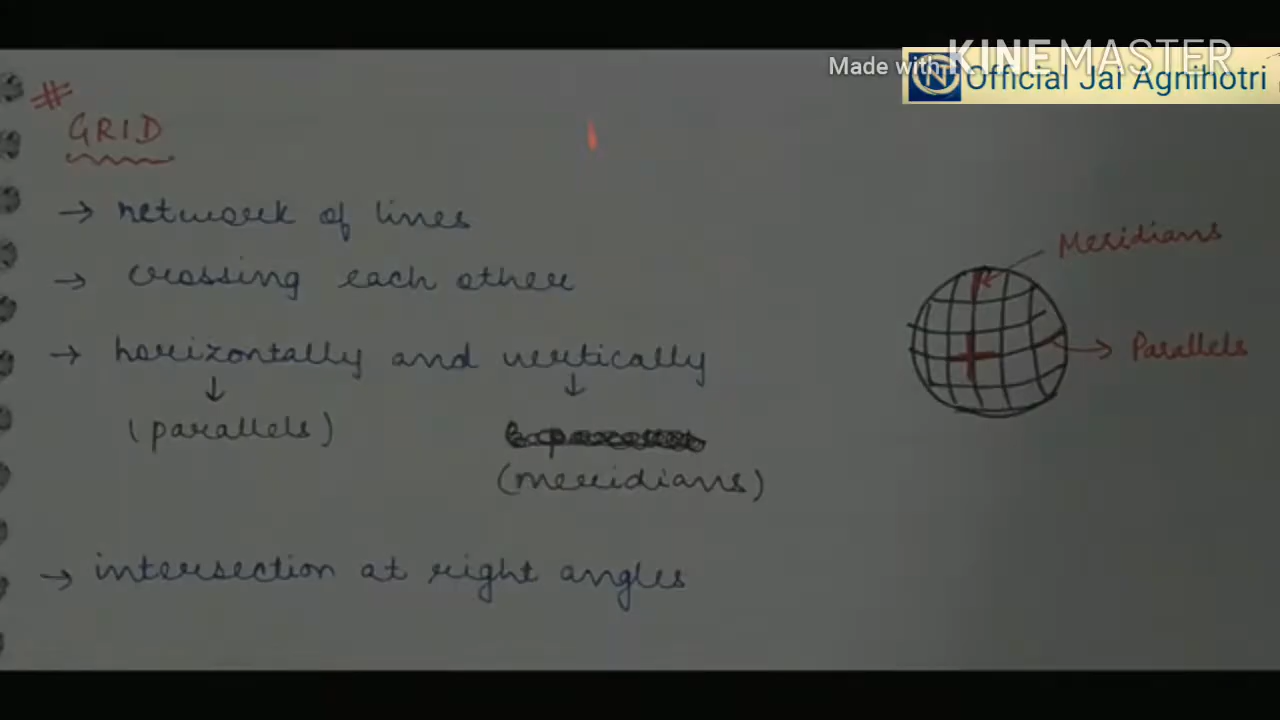 Made with KINEMASTER
Official Jai Agnihotri
#
GRID
→ network of lines
→ crossing each other
→ horizontally and vertically
↓ ↓
(parallels)
(meridians)
→ intersection at right angles
Meridians
→ Parallels